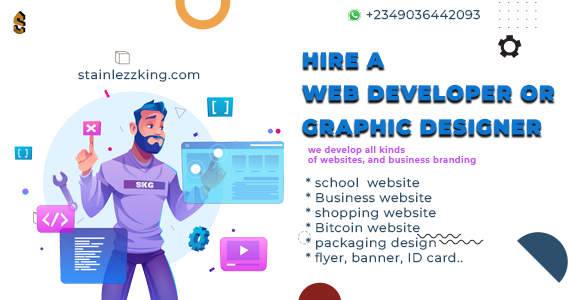 +2349036442093
stainlezzking.com
HIRE A
WEB DEVELOPER OR
GRAPHIC DESIGNER
we develop all kinds
of websites, and business branding
* school website
* Business website
* shopping website
* Bitcoin website
* packaging design
* flyer, banner, ID card..
SKG